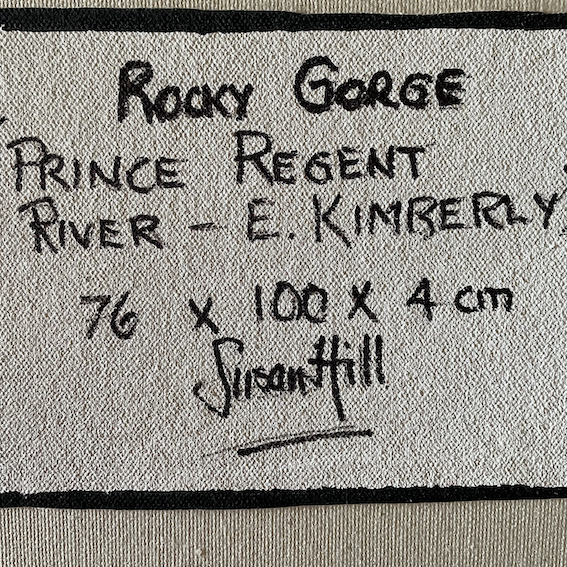 ROCKY GORGE
PRINCE REGENT
RIVER - E. KIMBERLY
76 x 100 x 4 cm
Susan Hill